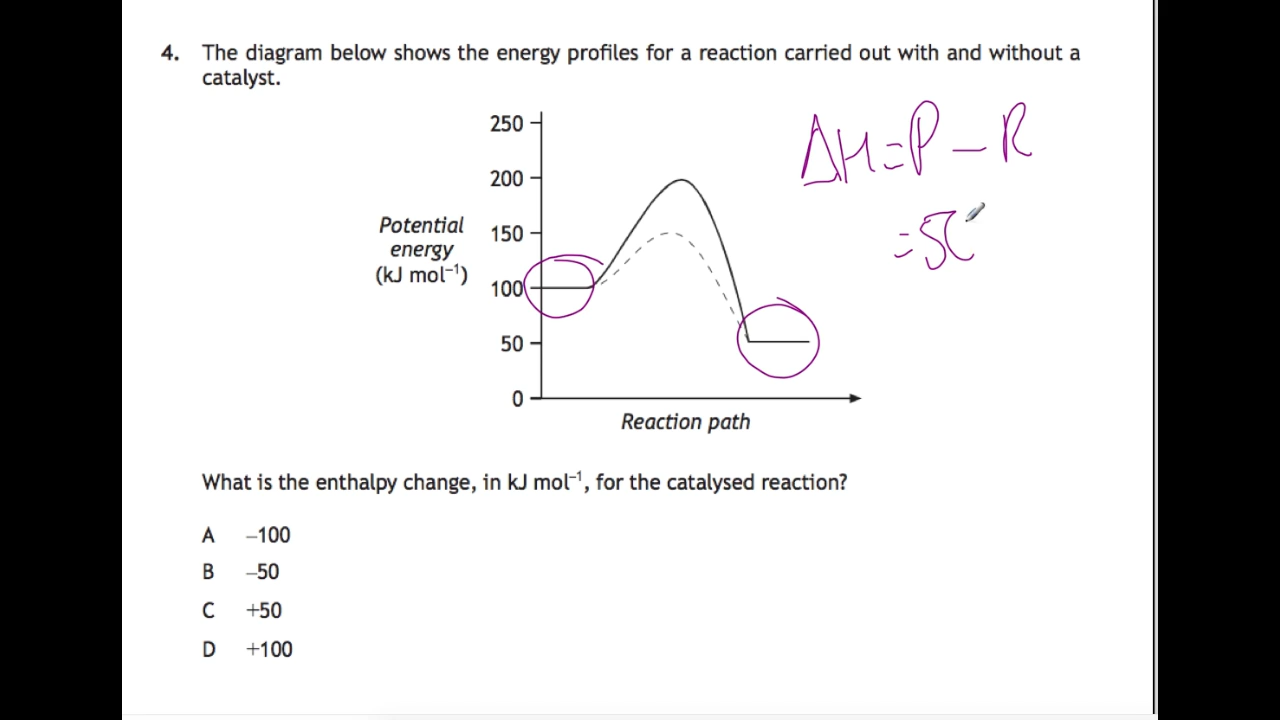 4. The diagram below shows the energy profiles for a reaction carried out with and without a
catalyst.
250
200
150
100
50
0
Potential
energy
(kJ mol⁻¹)
Reaction path
ΔH = P − R
= 50
What is the enthalpy change, in kJ mol⁻¹, for the catalysed reaction?
A –100
B –50
C +50
D +100